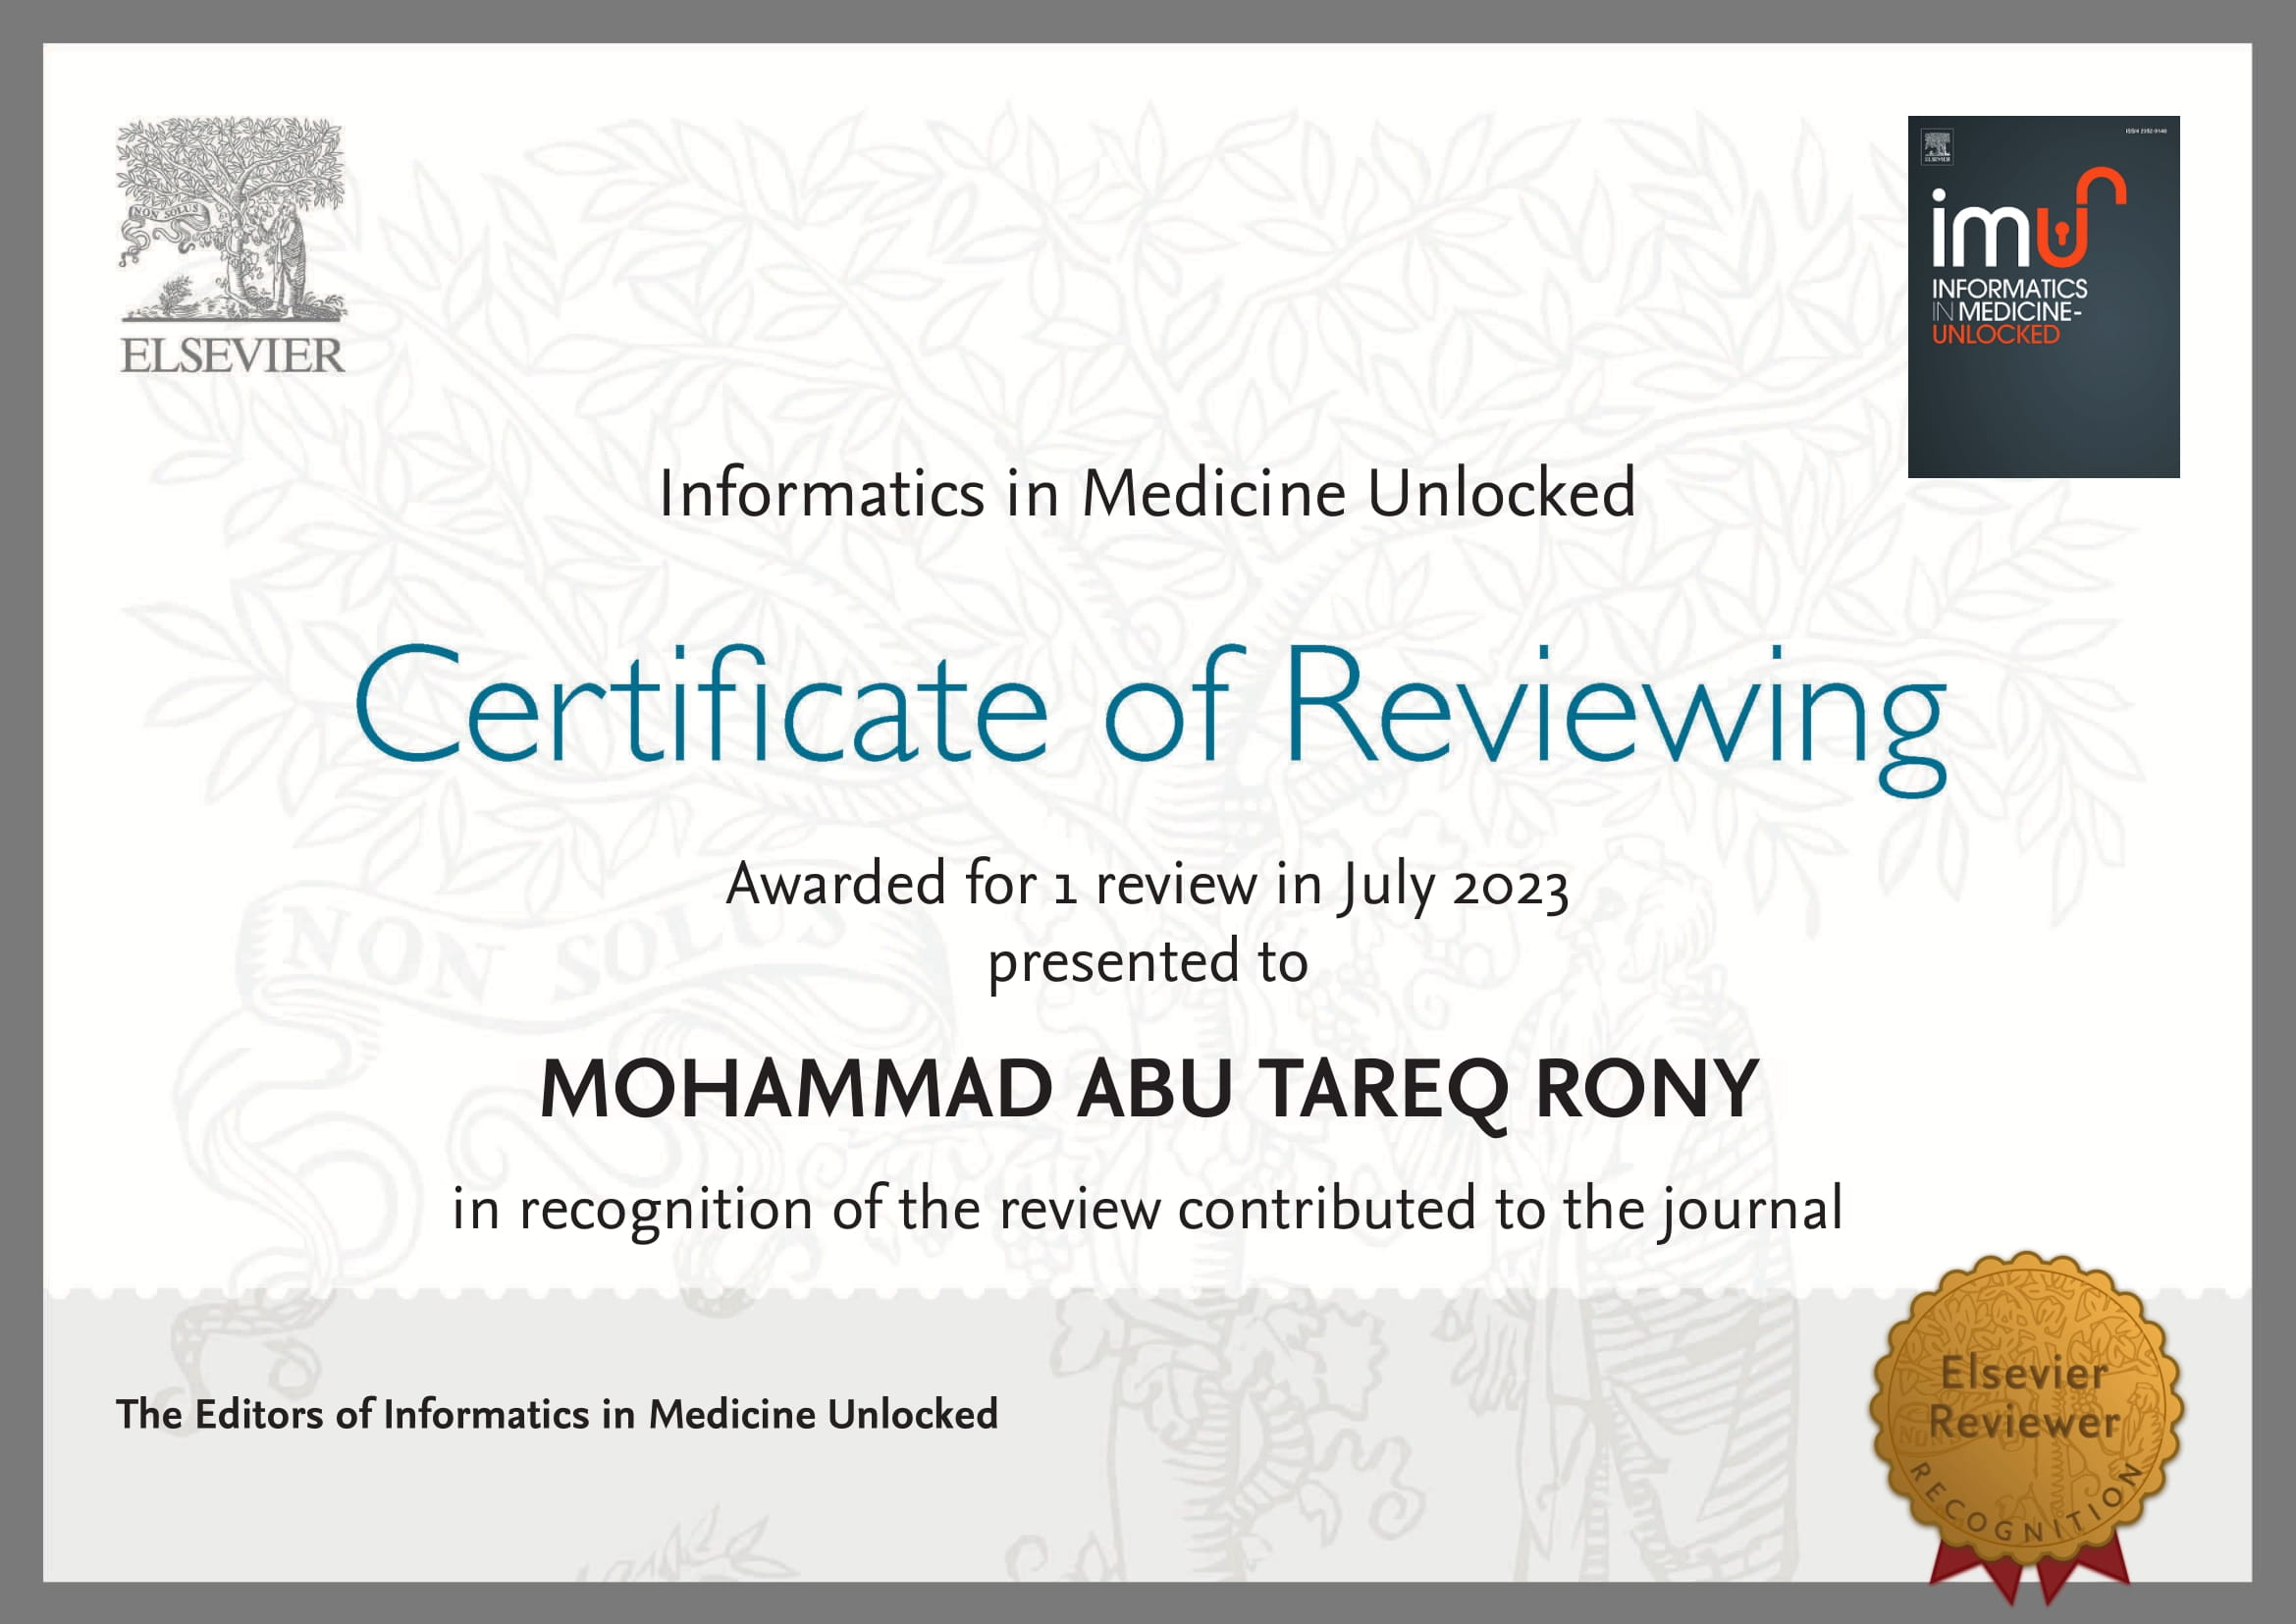 NON SOLUS
ELSEVIER
ELSEVIER
imu
INFORMATICS
IN MEDICINE-
UNLOCKED
Informatics in Medicine Unlocked
Certificate of Reviewing
Awarded for 1 review in July 2023
presented to
NON SOLUS
MOHAMMAD ABU TAREQ RONY
in recognition of the review contributed to the journal
The Editors of Informatics in Medicine Unlocked
Elsevier
Reviewer
RECOGNITION